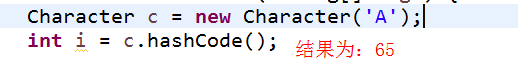 Character c = new Character('A');
int i = c.hashCode(); 结果为：65